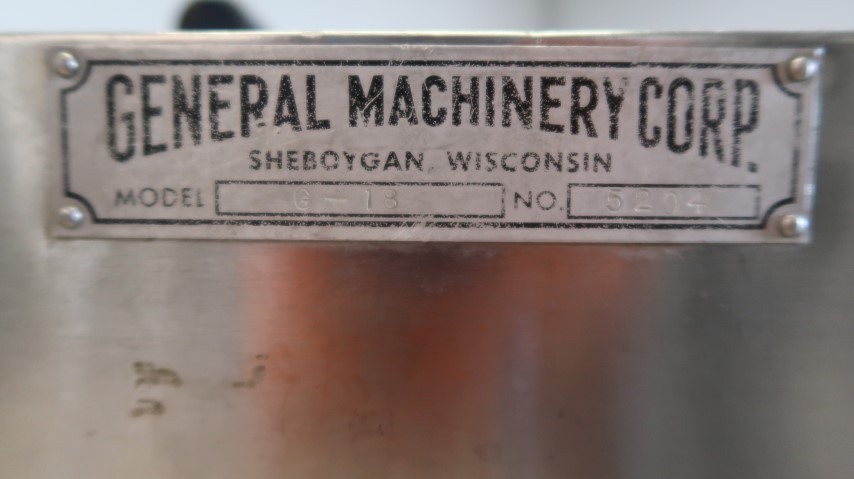 GENERAL MACHINERY CORP.
SHEBOYGAN, WISCONSIN
MODEL G-13 NO. 5204